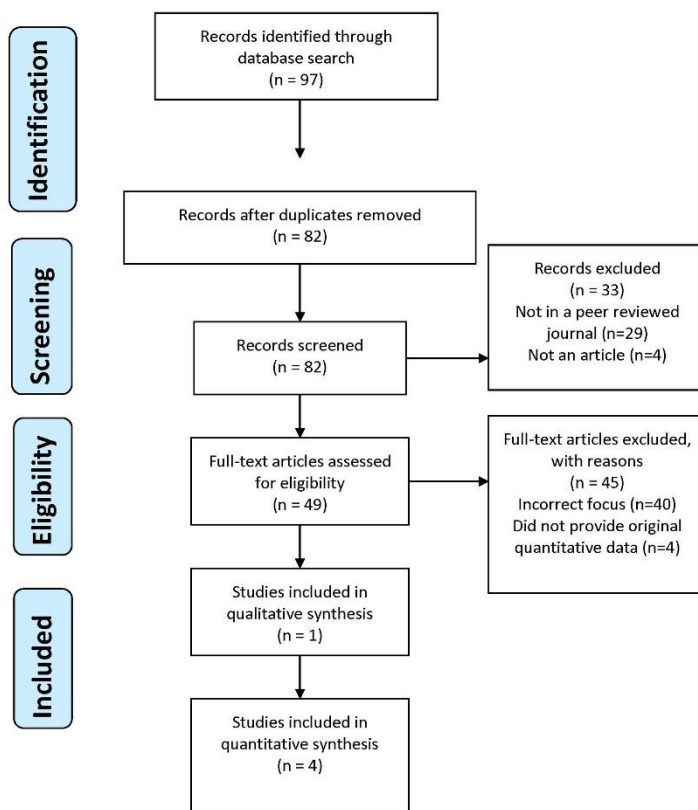 Identification
Records identified through
database search
(n = 97)
Records after duplicates removed
(n = 82)
Screening
Records screened
(n = 82)
Records excluded
(n = 33)
Not in a peer reviewed
journal (n=29)
Not an article (n=4)
Eligibility
Full-text articles assessed
for eligibility
(n = 49)
Full-text articles excluded,
with reasons
(n = 45)
Incorrect focus (n=40)
Did not provide original
quantitative data (n=4)
Included
Studies included in
qualitative synthesis
(n = 1)
Studies included in
quantitative synthesis
(n = 4)